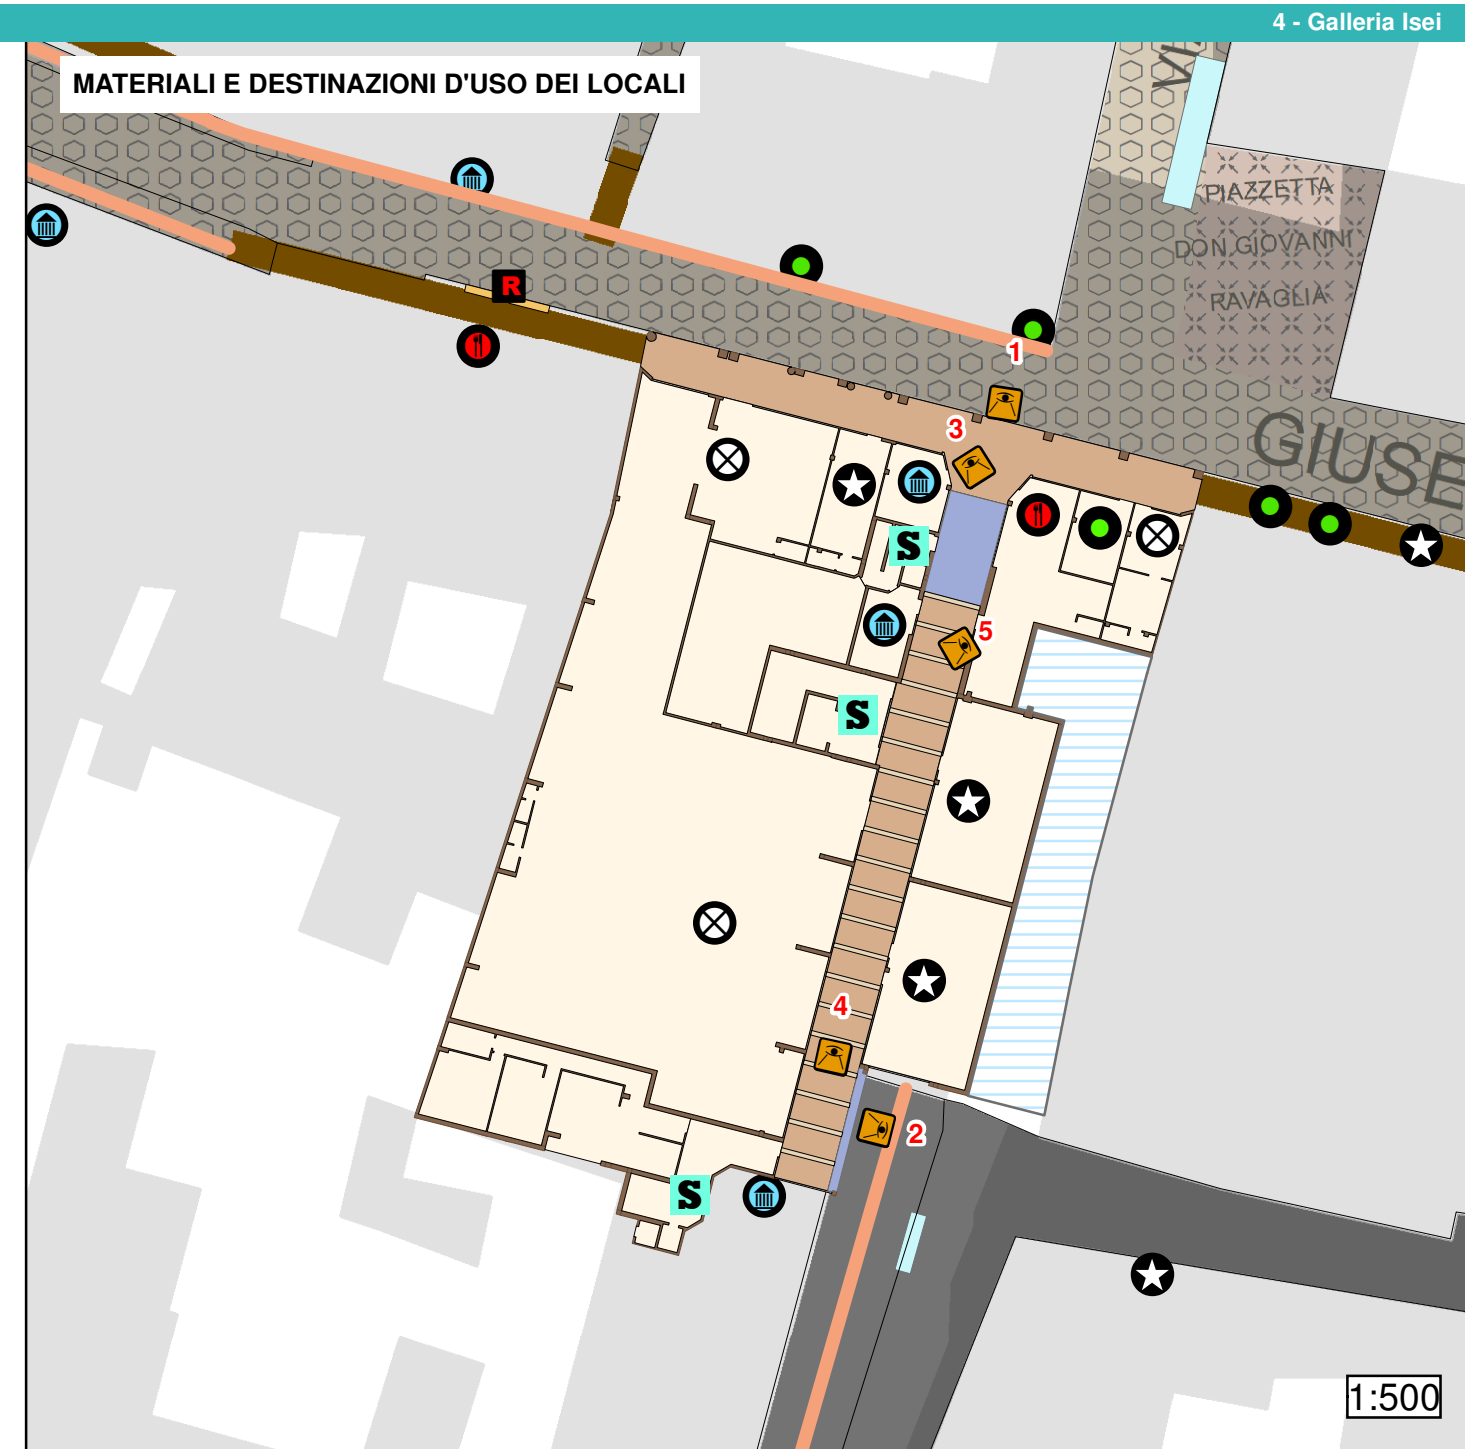 4 - Galleria Isei
MATERIALI E DESTINAZIONI D'USO DEI LOCALI
PIAZZETTA
DON GIOVANNI
RAVAGLIA
R
1
3
GIUSE
S
5
S
4
2
S
1:500